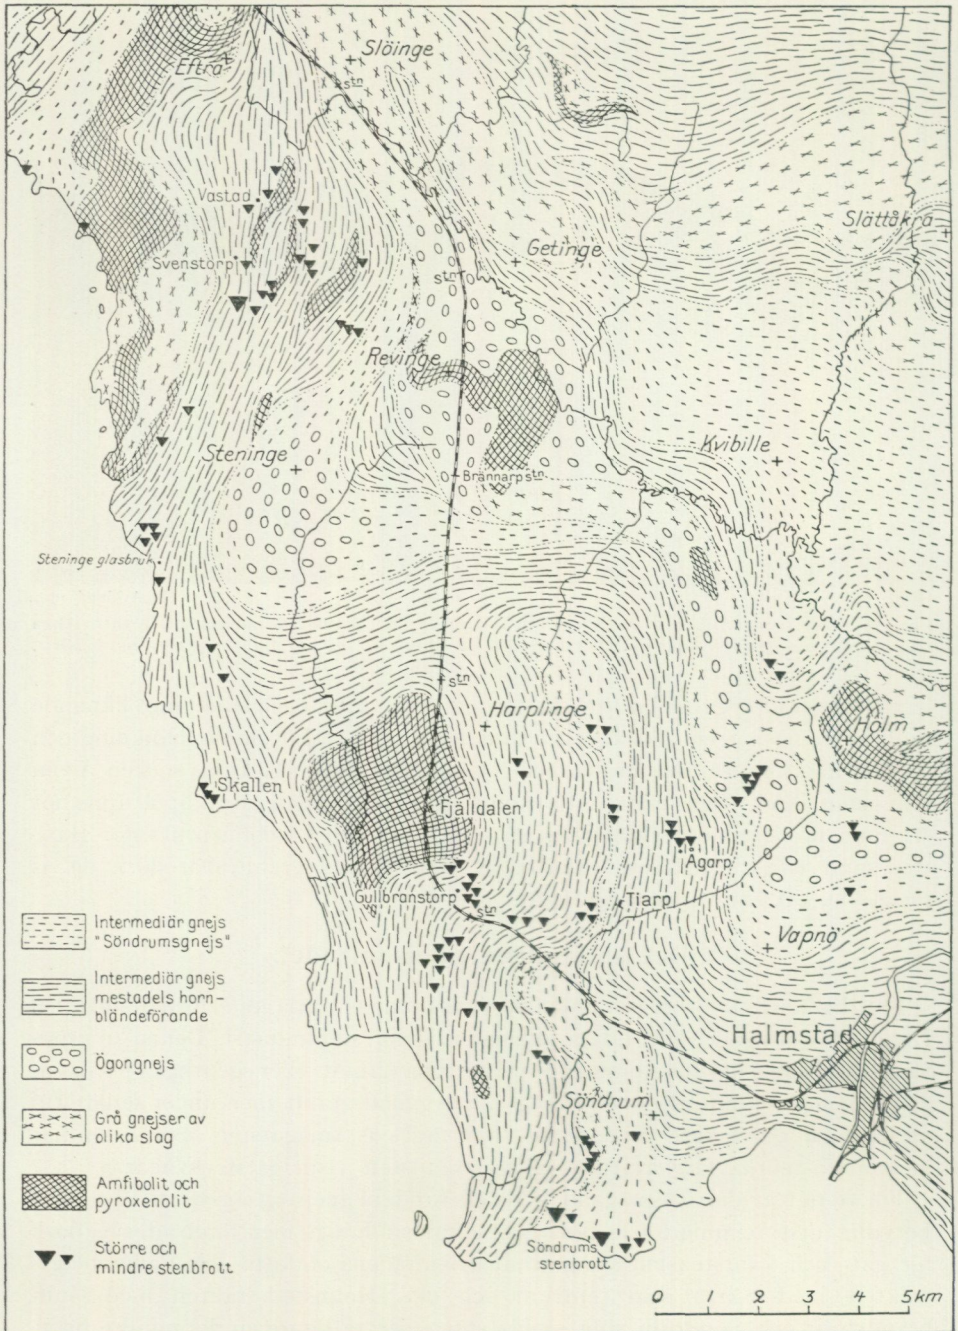 Slöinge
Eftra
stn
Vastad
Slättåkra
Getinge
Svenstorp
stn
Revinge
Kvibille
Steninge
Brännarp stn
Steninge glasbruk
stn
Harplinge
Holm
Skallen
Fjälldalen
Ågarp
Gullbranstorp
stn
Tiarp
Vapnö
Intermediär gnejs
"Söndrumsgnejs"
Intermediär gnejs
mestadels horn-
bländeförande
Halmstad
Ögongnejs
Söndrum
Grå gnejser av
olika slag
Amfibolit och
pyroxenolit
Större och
mindre stenbrott
Söndrums
stenbrott
0 1 2 3 4 5 km